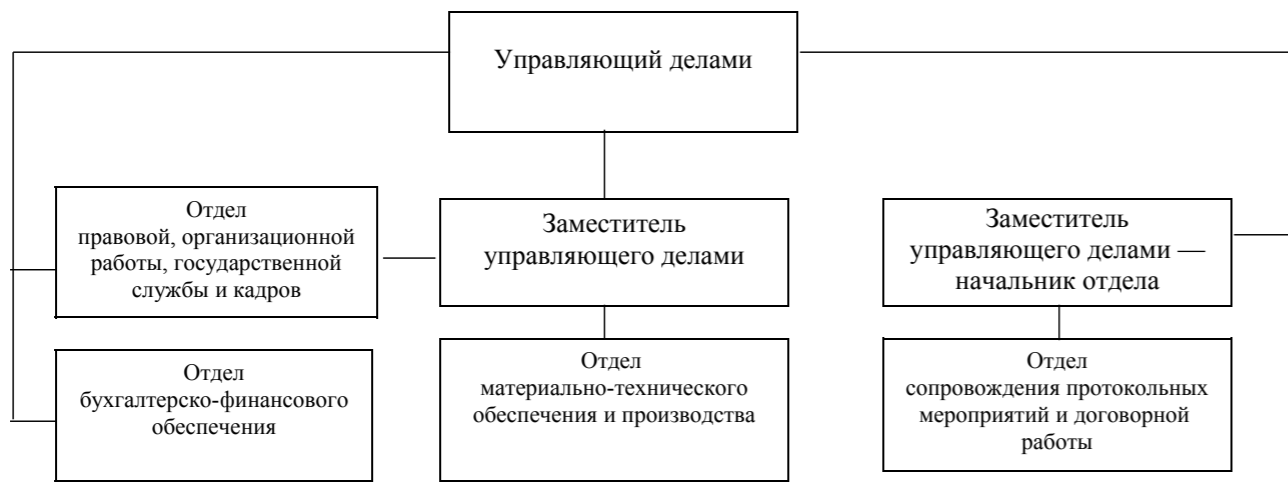 Управляющий делами
Отдел
правовой, организационной
работы, государственной
службы и кадров
Заместитель
управляющего делами
Заместитель
управляющего делами —
начальник отдела
Отдел
бухгалтерско-финансового
обеспечения
Отдел
материально-технического
обеспечения и производства
Отдел
сопровождения протокольных
мероприятий и договорной
работы